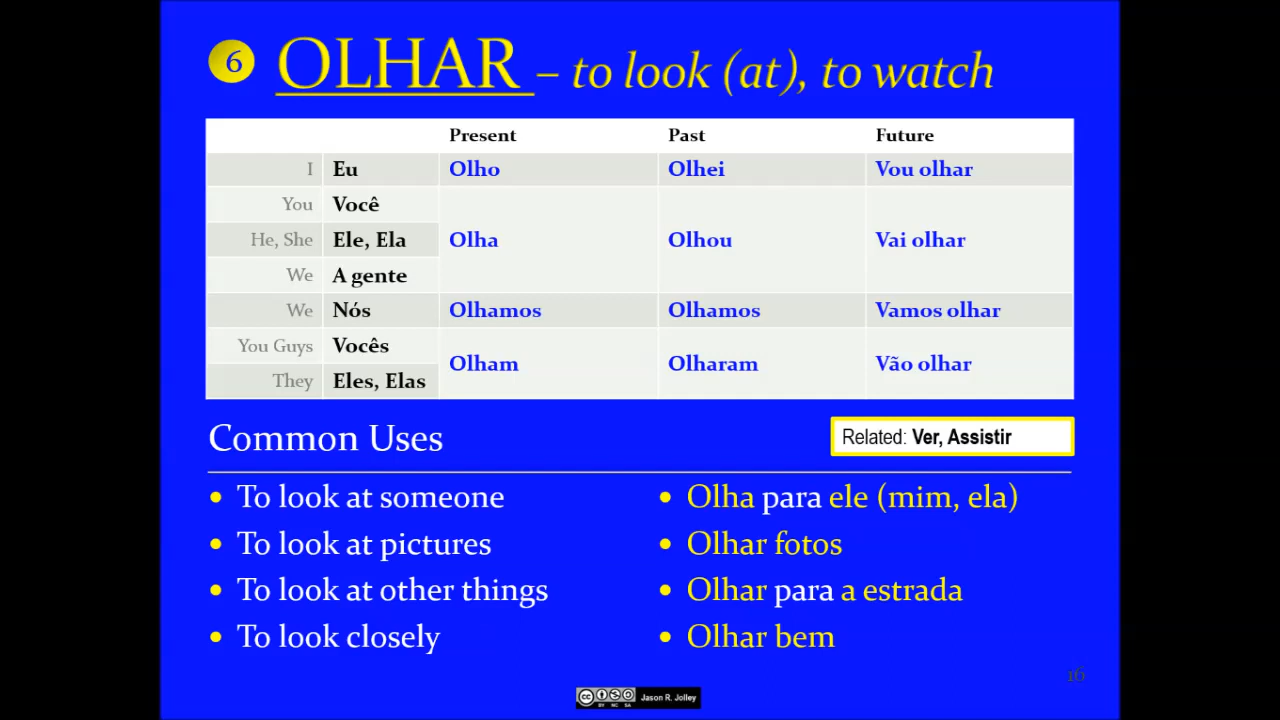 6 OLHAR – to look (at), to watch
Present Past Future
I Eu Olho Olhei Vou olhar
You Você
He, She Ele, Ela Olha Olhou Vai olhar
We A gente
We Nós Olhamos Olhamos Vamos olhar
You Guys Vocês
Olham Olharam Vão olhar
They Eles, Elas
Common Uses
Related: Ver, Assistir
• To look at someone
• Olha para ele (mim, ela)
• To look at pictures
• Olhar fotos
• To look at other things
• Olhar para a estrada
• To look closely
• Olhar bem
16
cc BY NC SA Jason R. Jolley